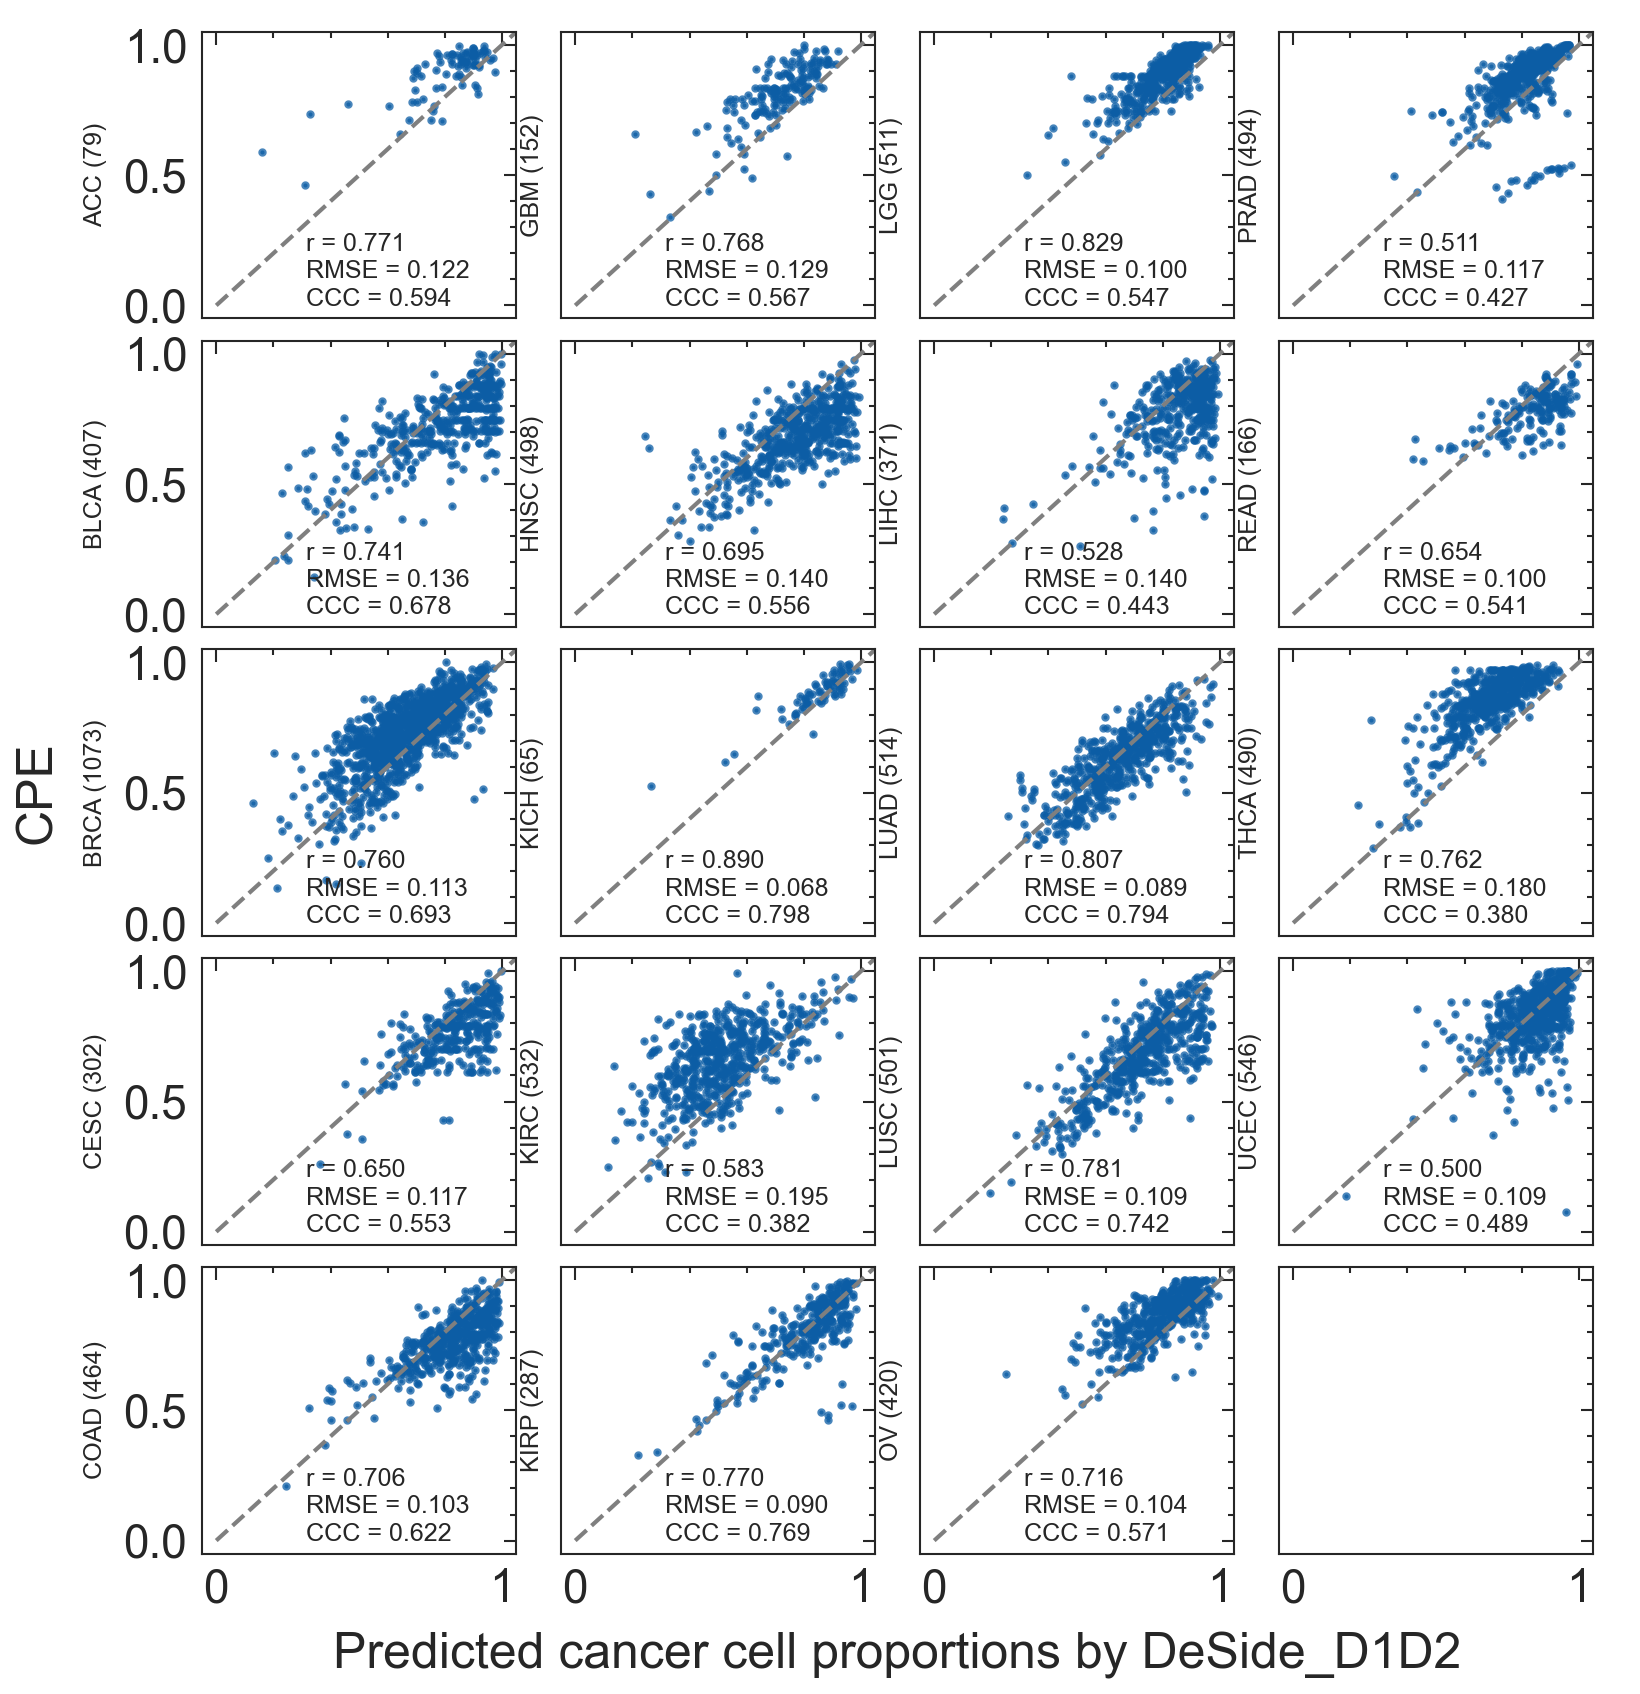 CPE
1.0
0.5
0.0
ACC (79)
r = 0.771
RMSE = 0.122
CCC = 0.594
GBM (152)
r = 0.768
RMSE = 0.129
CCC = 0.567
LGG (511)
r = 0.829
RMSE = 0.100
CCC = 0.547
PRAD (494)
r = 0.511
RMSE = 0.117
CCC = 0.427
1.0
0.5
0.0
BLCA (407)
r = 0.741
RMSE = 0.136
CCC = 0.678
HNSC (498)
r = 0.695
RMSE = 0.140
CCC = 0.556
LIHC (371)
r = 0.528
RMSE = 0.140
CCC = 0.443
READ (166)
r = 0.654
RMSE = 0.100
CCC = 0.541
1.0
0.5
0.0
BRCA (1073)
r = 0.760
RMSE = 0.113
CCC = 0.693
KICH (65)
r = 0.890
RMSE = 0.068
CCC = 0.798
LUAD (514)
r = 0.807
RMSE = 0.089
CCC = 0.794
THCA (490)
r = 0.762
RMSE = 0.180
CCC = 0.380
1.0
0.5
0.0
CESC (302)
r = 0.650
RMSE = 0.117
CCC = 0.553
KIRC (532)
r = 0.583
RMSE = 0.195
CCC = 0.382
LUSC (501)
r = 0.781
RMSE = 0.109
CCC = 0.742
UCEC (546)
r = 0.500
RMSE = 0.109
CCC = 0.489
1.0
0.5
0.0
COAD (464)
r = 0.706
RMSE = 0.103
CCC = 0.622
KIRP (287)
r = 0.770
RMSE = 0.090
CCC = 0.769
OV (420)
r = 0.716
RMSE = 0.104
CCC = 0.571
0 1
0 1
0 1
0 1
Predicted cancer cell proportions by DeSide_D1D2